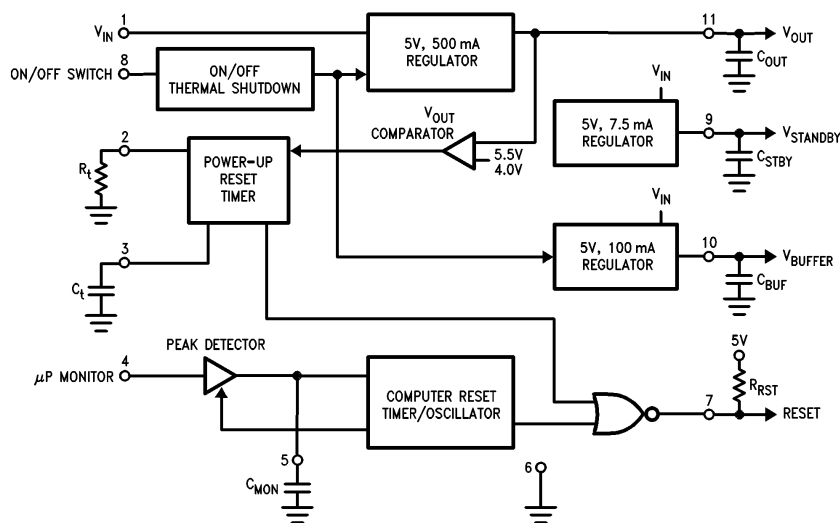 1
V_IN
8
ON/OFF SWITCH
ON/OFF
THERMAL SHUTDOWN
5V, 500 mA
REGULATOR
11
V_OUT
C_OUT
V_OUT
COMPARATOR
5.5V
4.0V
V_IN
5V, 7.5 mA
REGULATOR
9
V_STANDBY
C_STBY
2
R_t
POWER-UP
RESET
TIMER
3
C_t
V_IN
5V, 100 mA
REGULATOR
10
V_BUFFER
C_BUF
4
μP MONITOR
PEAK DETECTOR
COMPUTER RESET
TIMER/OSCILLATOR
5
C_MON
6
5V
R_RST
7
RESET